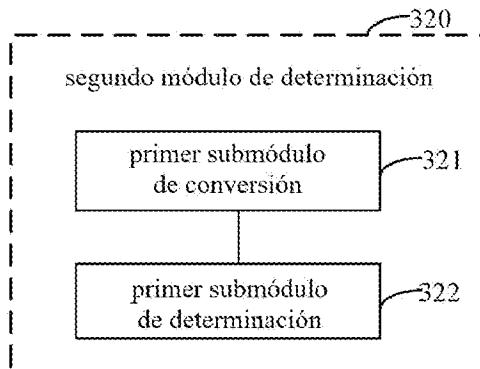 320
segundo módulo de determinación
primer submódulo
de conversión
321
primer submódulo
de determinación
322